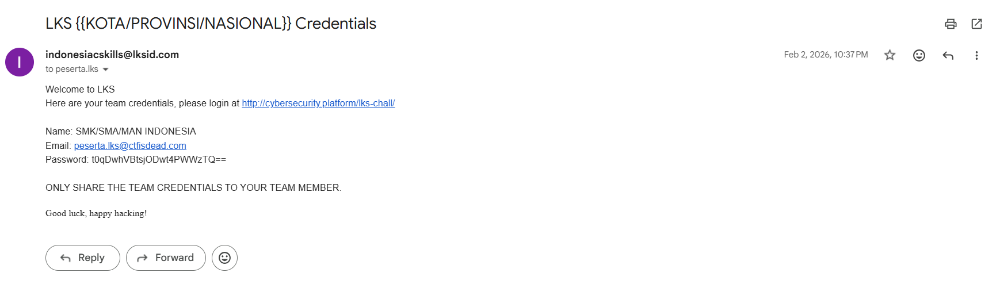 LKS {{KOTA/PROVINSI/NASIONAL}} Credentials
I
indonesiacskills@lksid.com
Feb 2, 2026, 10:37 PM
to peserta.lks
Welcome to LKS
Here are your team credentials, please login at http://cybersecurity.platform/lks-chall/
Name: SMK/SMA/MAN INDONESIA
Email: peserta.lks@ctfisdead.com
Password: t0qDwhVBtsjODwt4PWWzTQ==
ONLY SHARE THE TEAM CREDENTIALS TO YOUR TEAM MEMBER.
Good luck, happy hacking!
Reply
Forward